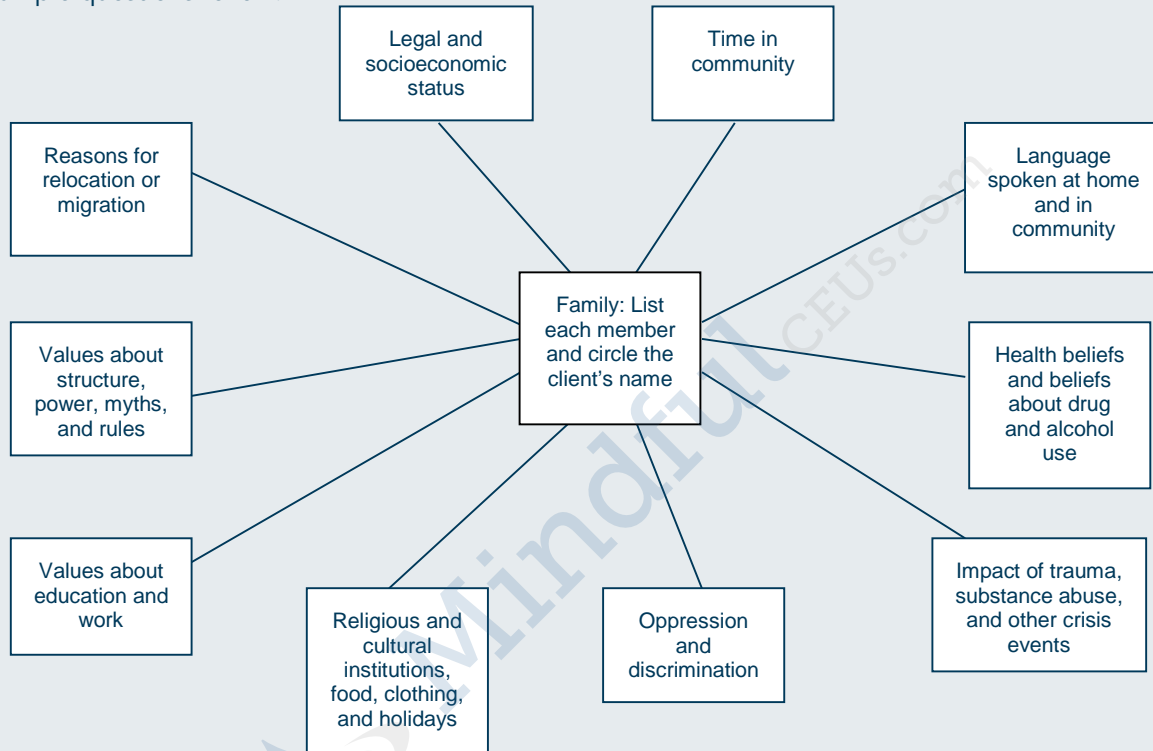 Legal and
socioeconomic
status
Time in
community
Reasons for
relocation or
migration
Language
spoken at home
and in
community
Family: List
each member
and circle the
client's name
Values about
structure,
power, myths,
and rules
Health beliefs
and beliefs
about drug
and alcohol
use
Values about
education and
work
Religious and
cultural
institutions,
food, clothing,
and holidays
Oppression
and
discrimination
Impact of trauma,
substance abuse,
and other crisis
events
Mindful CEUs.com